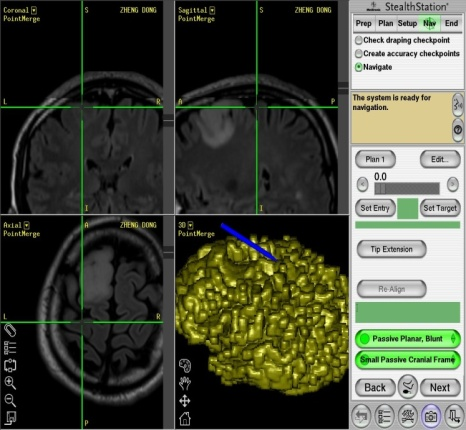 Coronal
PointMerge
S
ZHENG DONG
L
R
I
Sagittal
PointMerge
S
ZHENG DONG
A
P
I
Axial
PointMerge
A
ZHENG DONG
L
R
P
3D
PointMerge
ZHENG DONG
StealthStation
Prep Plan Setup Nav End
Check draping checkpoint
Create accuracy checkpoints
Navigate
The system is ready for
navigation.
Plan 1 Edit...
0.0
Set Entry Set Target
Tip Extension
Re-Align
Passive Planar, Blunt
Small Passive Cranial Frame
Back Next